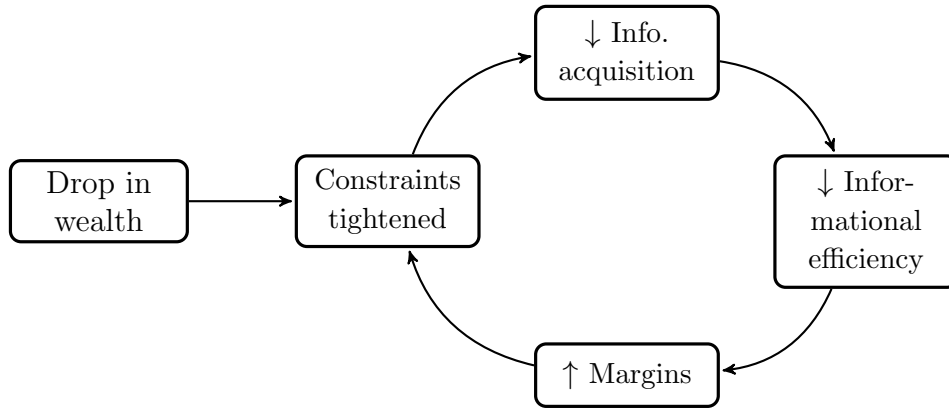 ↓ Info.
acquisition
Drop in
wealth
Constraints
tightened
↓ Infor-
mational
efficiency
↑ Margins